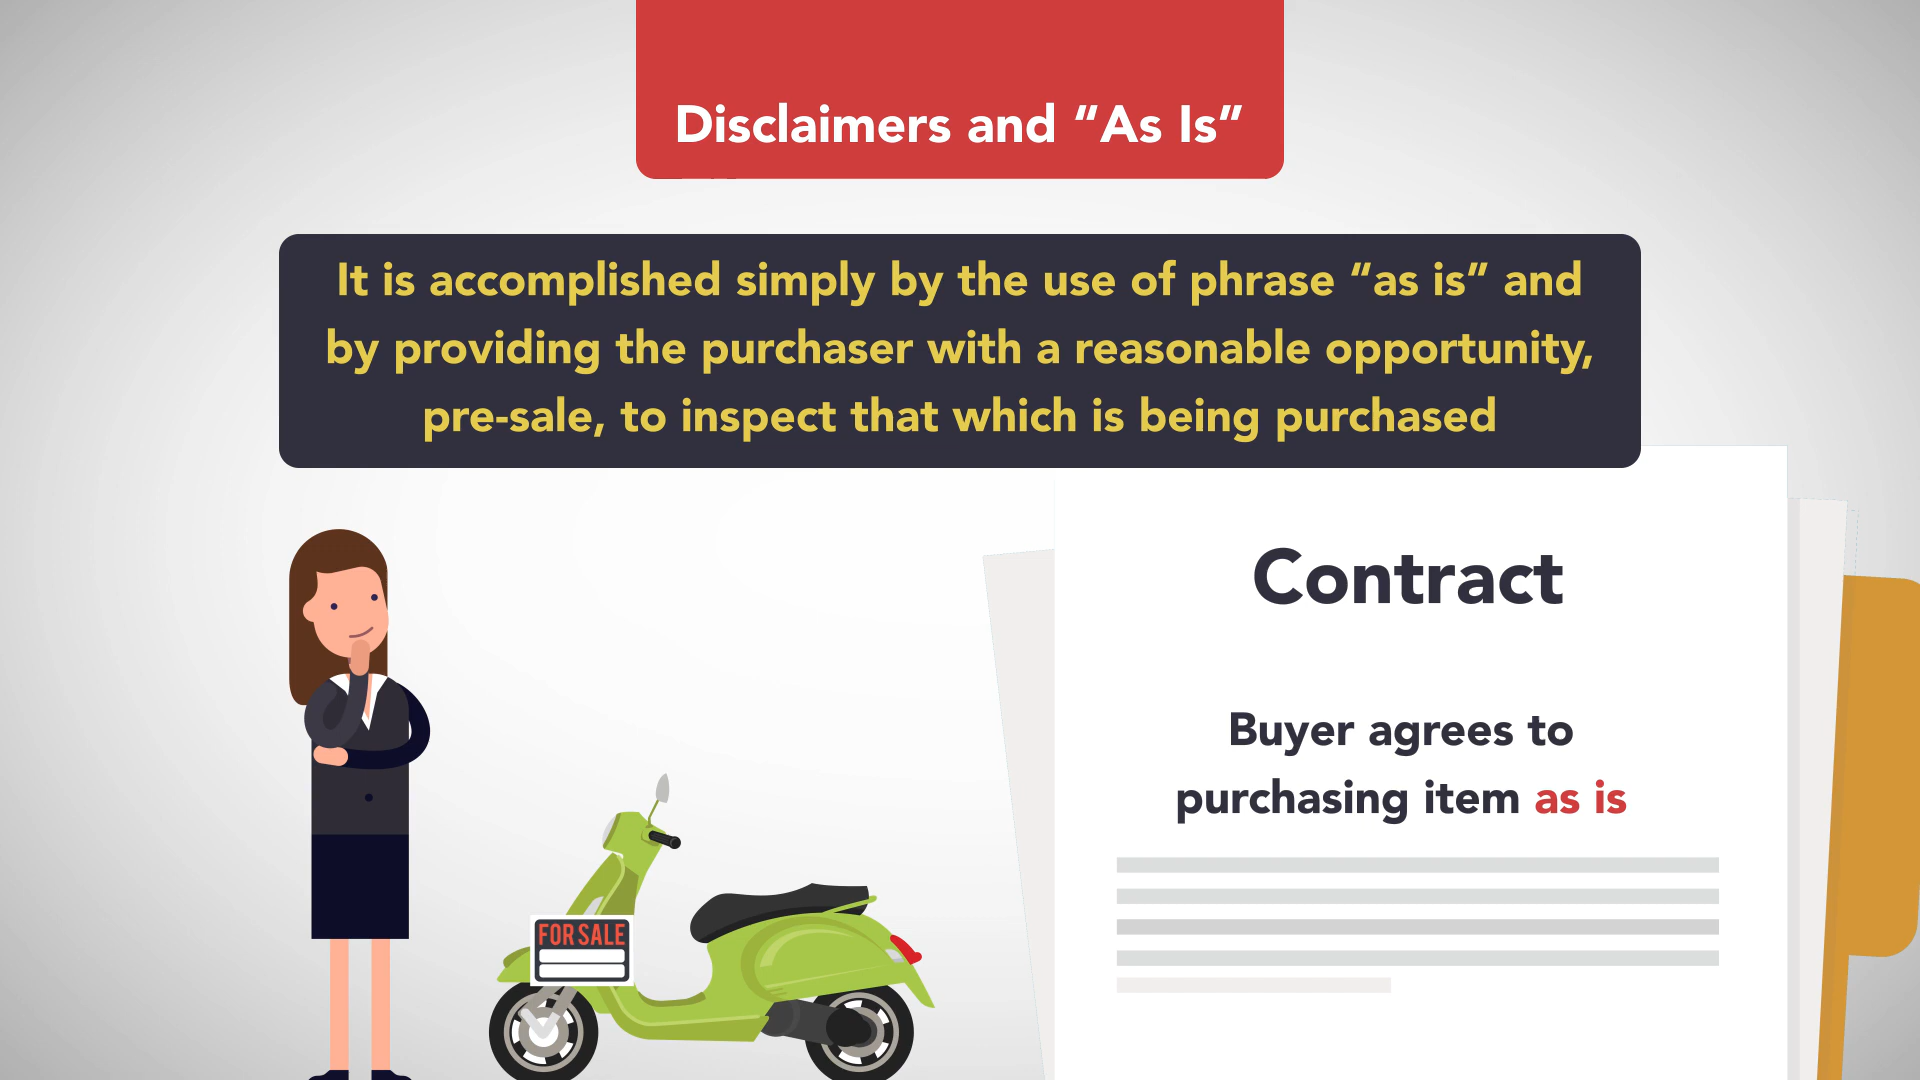 Disclaimers and “As Is”
It is accomplished simply by the use of phrase “as is” and
by providing the purchaser with a reasonable opportunity,
pre-sale, to inspect that which is being purchased
Contract
Buyer agrees to
purchasing item as is
FOR SALE